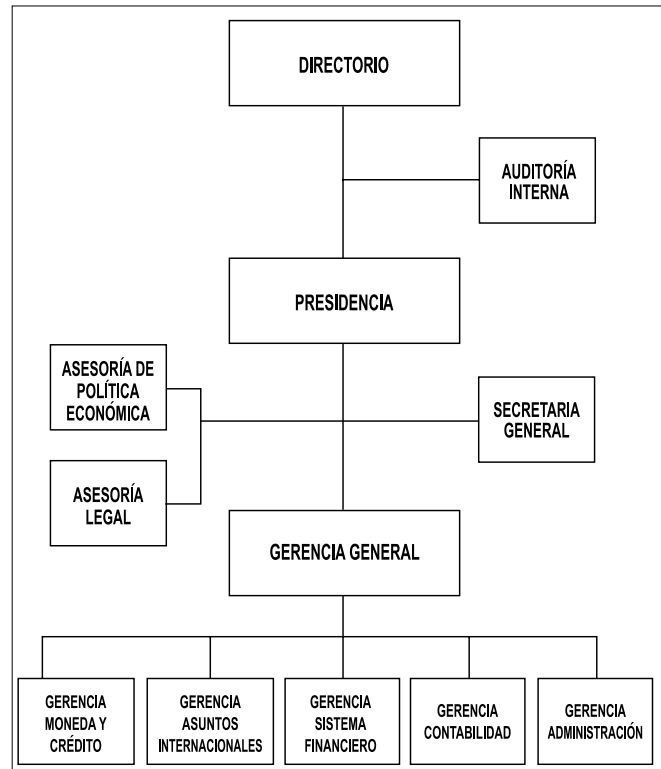 DIRECTORIO
AUDITORÍA
INTERNA
PRESIDENCIA
ASESORÍA DE
POLÍTICA
ECONÓMICA
SECRETARIA
GENERAL
ASESORÍA
LEGAL
GERENCIA GENERAL
GERENCIA
MONEDA Y
CRÉDITO
GERENCIA
ASUNTOS
INTERNACIONALES
GERENCIA
SISTEMA
FINANCIERO
GERENCIA
CONTABILIDAD
GERENCIA
ADMINISTRACIÓN